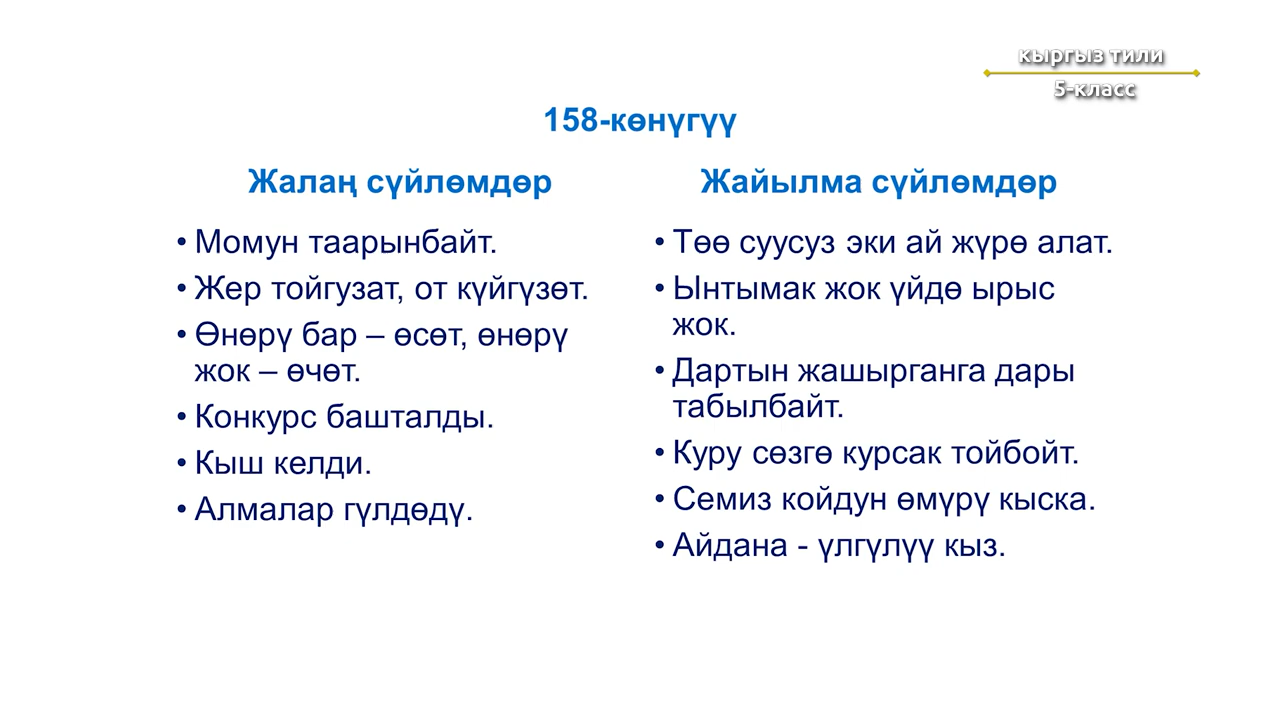 кыргыз тили
5-класс
158-көнүгүү
Жалаң сүйлөмдөр
• Момун таарынбайт.
• Жер тойгузат, от күйгүзөт.
• Өнөрү бар – өсөт, өнөрү
жок – өчөт.
• Конкурс башталды.
• Кыш келди.
• Алмалар гүлдөдү.
Жайылма сүйлөмдөр
• Төө суусуз эки ай жүрө алат.
• Ынтымак жок үйдө ырыс
жок.
• Дартын жашырганга дары
табылбайт.
• Куру сөзгө курсак тойбойт.
• Семиз койдун өмүрү кыска.
• Айдана - үлгүлүү кыз.